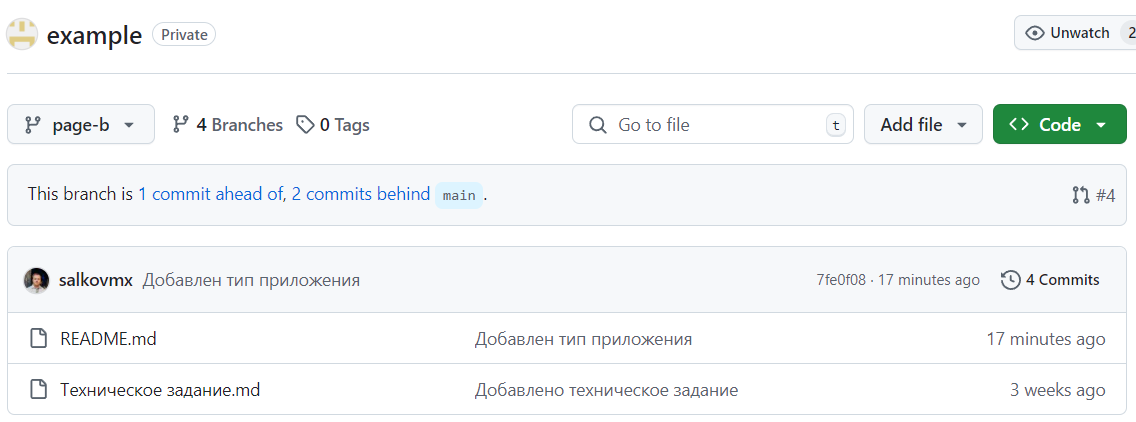 example Private Unwatch 2
page-b 4 Branches 0 Tags Go to file t Add file Code
This branch is 1 commit ahead of, 2 commits behind main. #4
salkovmx Добавлен тип приложения 7fe0f08 · 17 minutes ago 4 Commits
README.md Добавлен тип приложения 17 minutes ago
Техническое задание.md Добавлено техническое задание 3 weeks ago